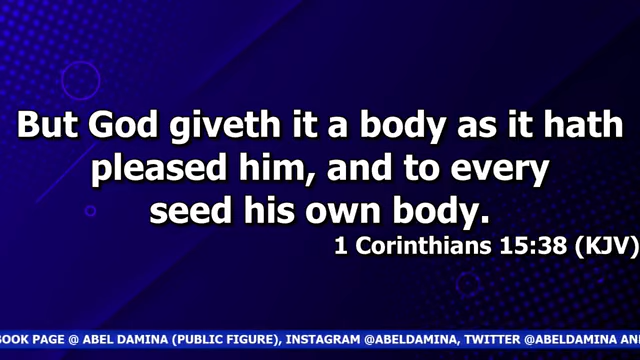 But God giveth it a body as it hath
pleased him, and to every
seed his own body.
1 Corinthians 15:38 (KJV)
BOOK PAGE @ ABEL DAMINA (PUBLIC FIGURE), INSTAGRAM @ABELDAMINA, TWITTER @ABELDAMINA AN